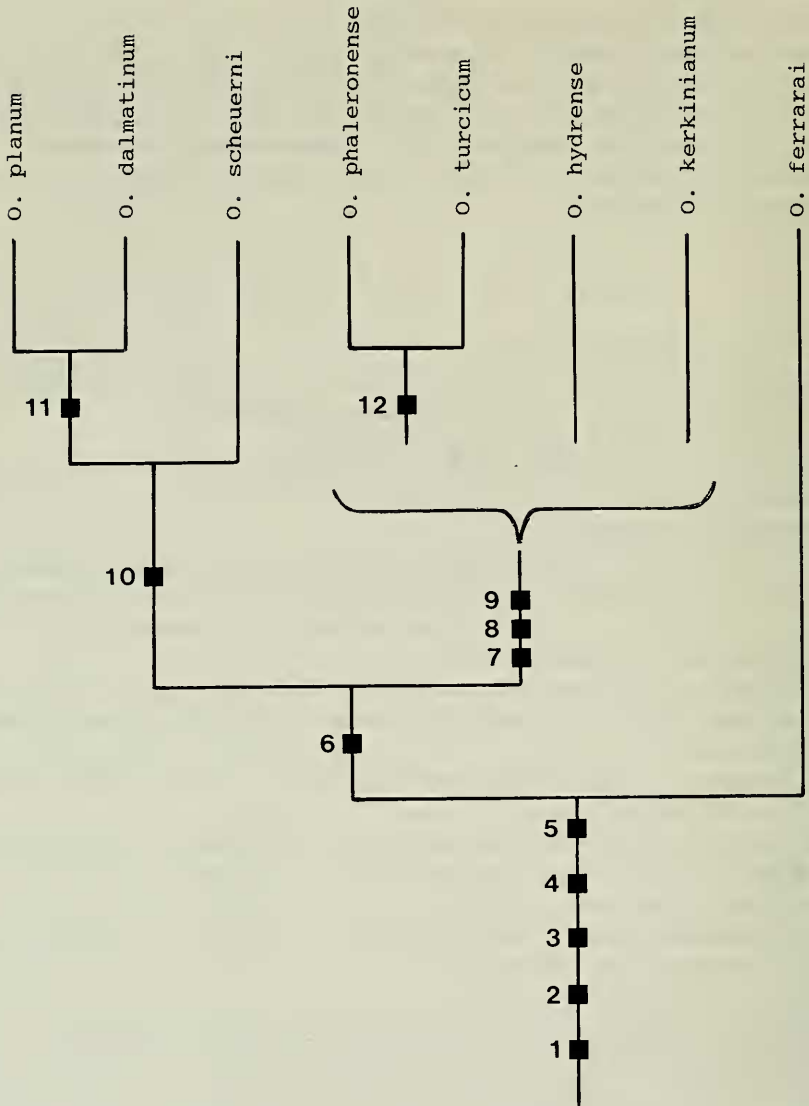 O. planum
O. dalmatinum
O. scheuerni
O. phaleronense
O. turcicum
O. hydrense
O. kerkinianum
O. ferrarai
11
12
10
9
8
7
6
5
4
3
2
1